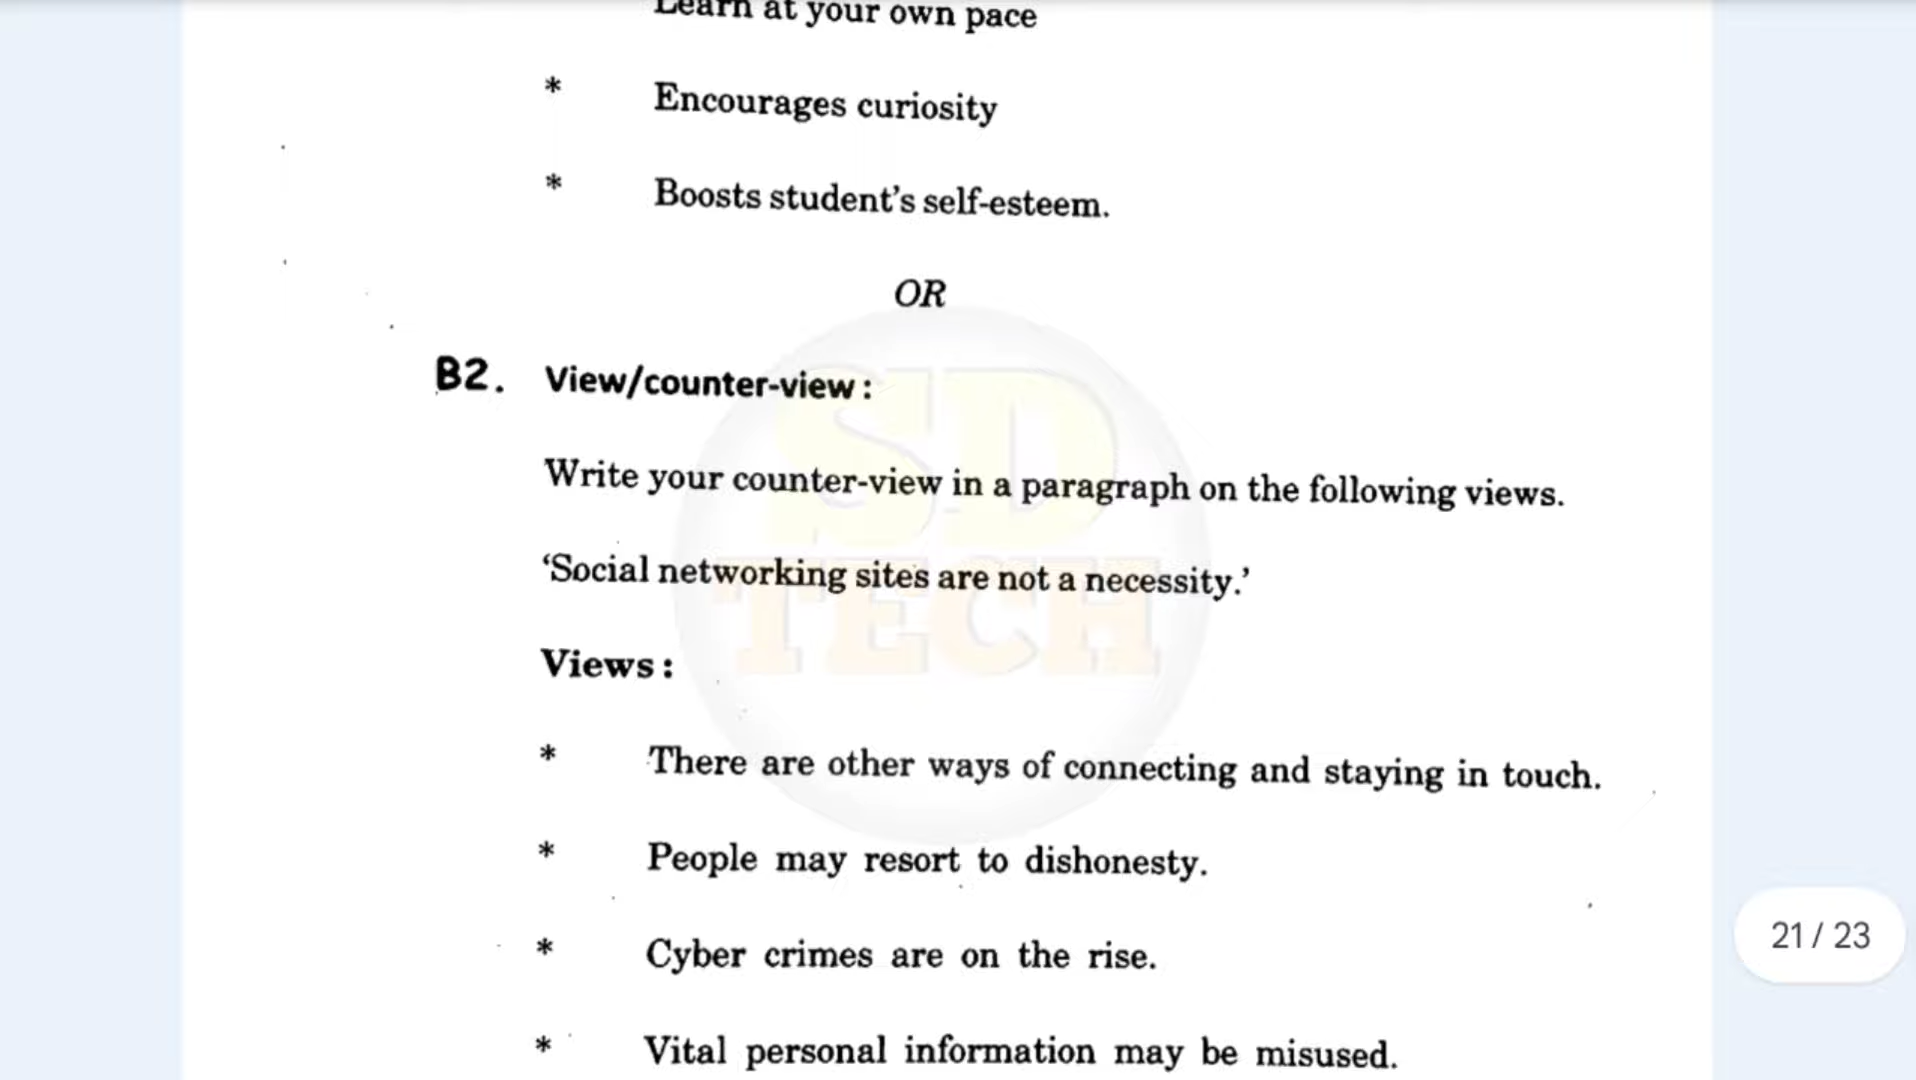 Learn at your own pace
* Encourages curiosity
* Boosts student's self-esteem.
OR
B2. View/counter-view :
Write your counter-view in a paragraph on the following views.
'Social networking sites are not a necessity.'
Views :
* There are other ways of connecting and staying in touch.
* People may resort to dishonesty.
* Cyber crimes are on the rise.
* Vital personal information may be misused.
SD
TECH
21 / 23